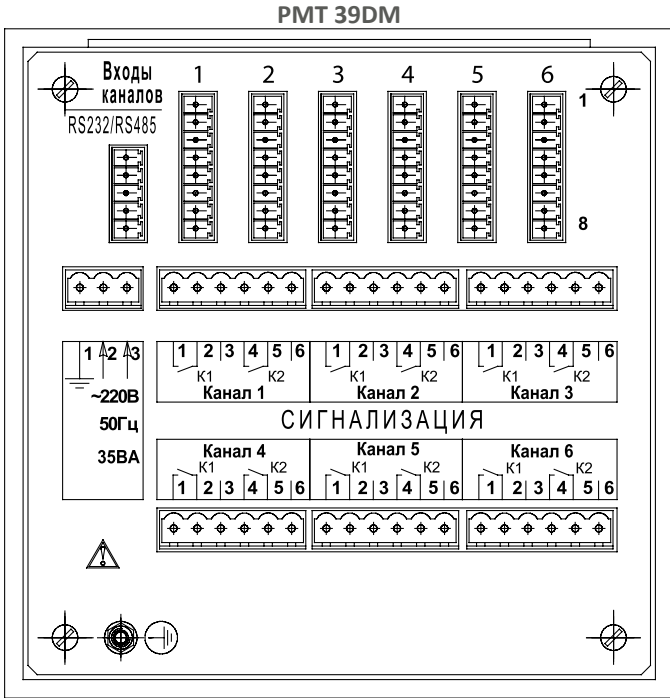 РМТ 39DM
Входы 1 2 3 4 5 6
каналов
1
RS232/RS485
8
1 2 3
~220В
50Гц
35ВА
1 2 3 4 5 6 1 2 3 4 5 6 1 2 3 4 5 6
К1 К2 К1 К2 К1 К2
Канал 1 Канал 2 Канал 3
СИГНАЛИЗАЦИЯ
Канал 4 Канал 5 Канал 6
К1 К2 К1 К2 К1 К2
1 2 3 4 5 6 1 2 3 4 5 6 1 2 3 4 5 6